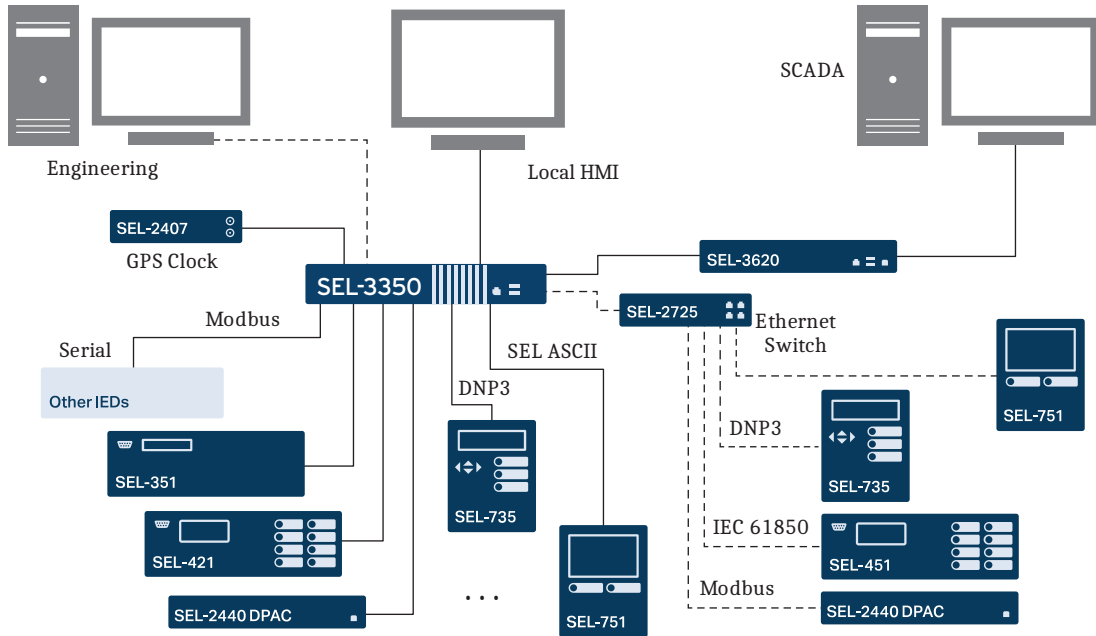 SCADA
Engineering
Local HMI
SEL-2407
GPS Clock
SEL-3620
SEL-3350
SEL-2725
Ethernet
Switch
Modbus
Serial
SEL ASCII
DNP3
Other IEDs
SEL-751
DNP3
SEL-351
SEL-735
SEL-735
IEC 61850
SEL-421
SEL-451
Modbus
...
SEL-2440 DPAC
SEL-751
SEL-2440 DPAC